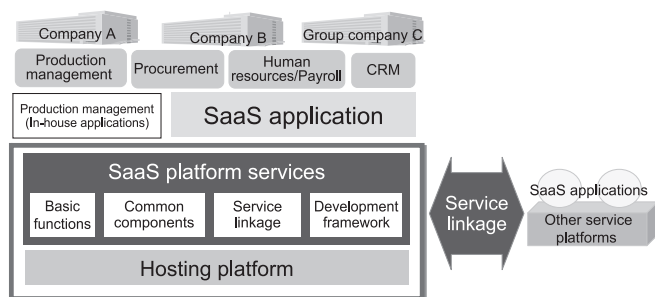 Company A
Company B
Group company C
Production
management
Procurement
Human
resources/Payroll
CRM
Production management
(In-house applications)
SaaS application
SaaS platform services
Basic
functions
Common
components
Service
linkage
Development
framework
Hosting platform
Service
linkage
SaaS applications
Other service
platforms